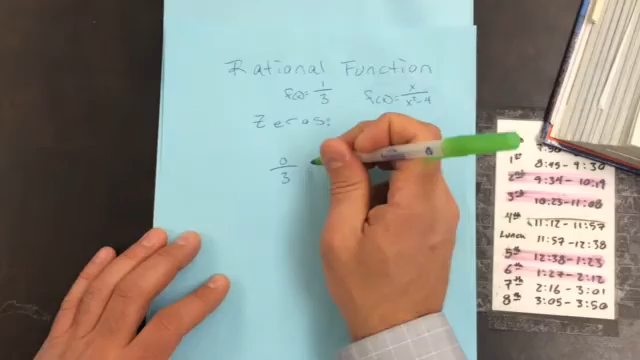 Rational Function
f(x)= 1/3 f(x)= x/x²-4
Zeros:
0/3
1st 8:45 - 9:30
2nd 9:34 - 10:19
3rd 10:23 - 11:08
4th 11:12 - 11:57
Lunch 11:57 - 12:38
5th 12:38 - 1:23
6th 1:27 - 2:12
7th 2:16 - 3:01
8th 3:05 - 3:50